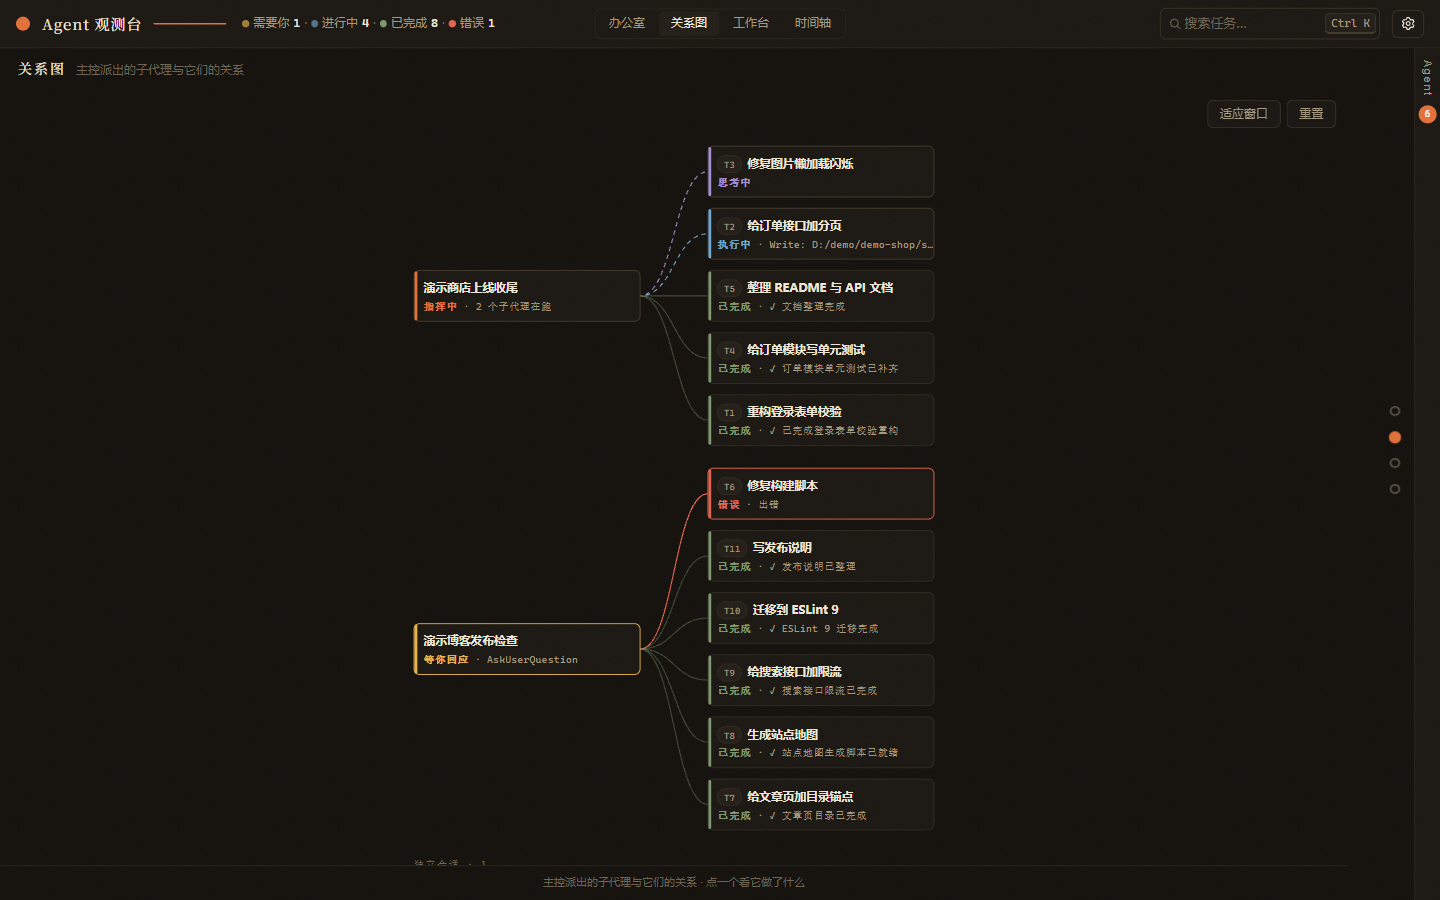 Agent 观测台
需要你 1 · 进行中 4 · 已完成 8 · 错误 1
办公室 关系图 工作台 时间轴
搜索任务... Ctrl K
关系图 主控派出的子代理与它们的关系
Agent
6
适应窗口 重置
T3 修复图片懒加载闪烁
思考中
T2 给订单接口加分页
执行中 · Write: D:/demo/demo-shop/s…
演示商店上线收尾
指挥中 · 2 个子代理在跑
T5 整理 README 与 API 文档
已完成 · ✓ 文档整理完成
T4 给订单模块写单元测试
已完成 · ✓ 订单模块单元测试已补齐
T1 重构登录表单校验
已完成 · ✓ 已完成登录表单校验重构
T6 修复构建脚本
错误 · 出错
T11 写发布说明
已完成 · ✓ 发布说明已整理
T10 迁移到 ESLint 9
已完成 · ✓ ESLint 9 迁移完成
演示博客发布检查
等你回应 · AskUserQuestion
T9 给搜索接口加限流
已完成 · ✓ 搜索接口限流已完成
T8 生成站点地图
已完成 · ✓ 站点地图生成脚本已就绪
T7 给文章页加目录锚点
已完成 · ✓ 文章页目录已完成
独立会话 · 1
主控派出的子代理与它们的关系 · 点一个看它做了什么